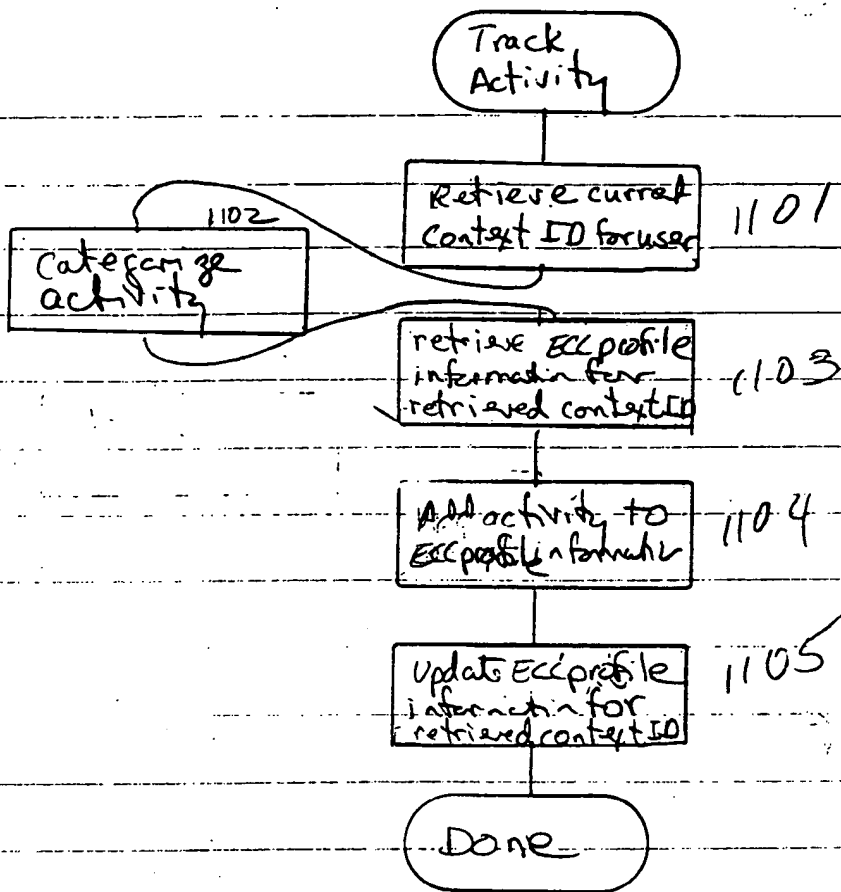 Track
Activity
Retrieve current
Context ID for user
1101
1102
Categorize
activity
retrieve ECC profile
information for
retrieved context ID
1103
Add activity to
ECC profile information
1104
Update ECC profile
information for
retrieved context ID
1105
Done